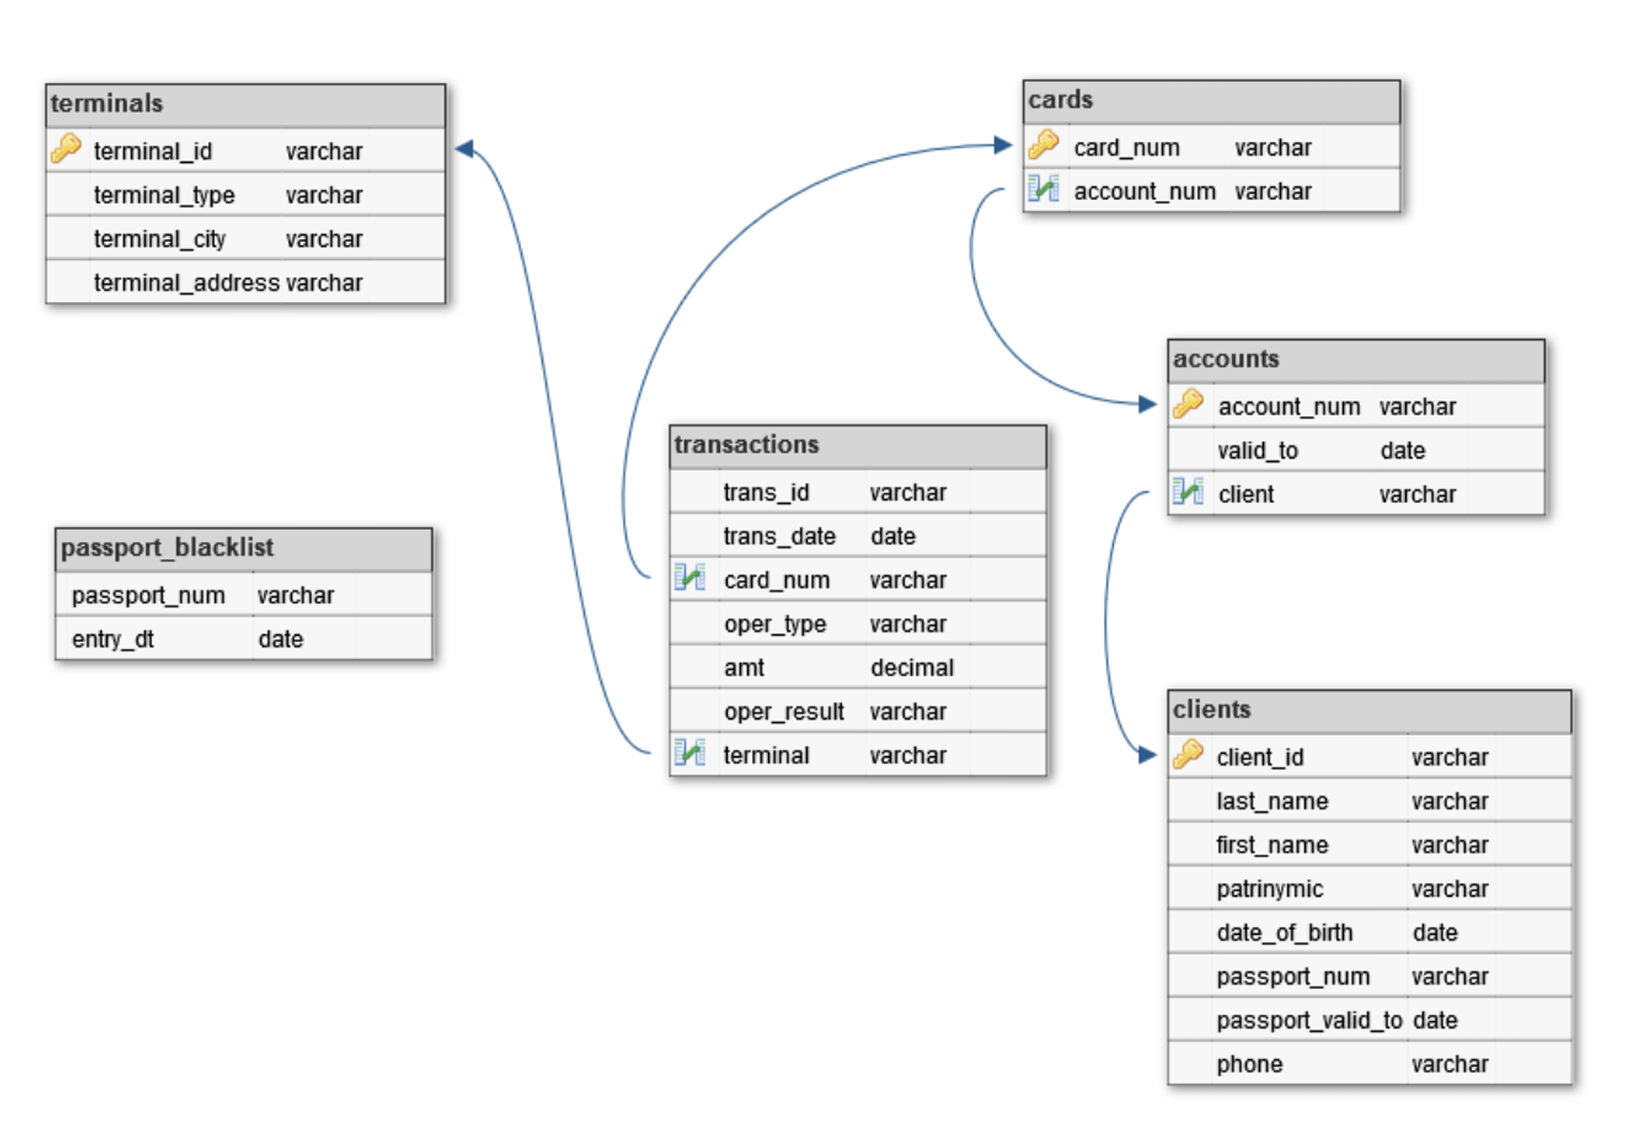 terminals
terminal_id varchar
terminal_type varchar
terminal_city varchar
terminal_address varchar
cards
card_num varchar
account_num varchar
accounts
account_num varchar
valid_to date
client varchar
transactions
trans_id varchar
trans_date date
card_num varchar
oper_type varchar
amt decimal
oper_result varchar
terminal varchar
passport_blacklist
passport_num varchar
entry_dt date
clients
client_id varchar
last_name varchar
first_name varchar
patrinymic varchar
date_of_birth date
passport_num varchar
passport_valid_to date
phone varchar